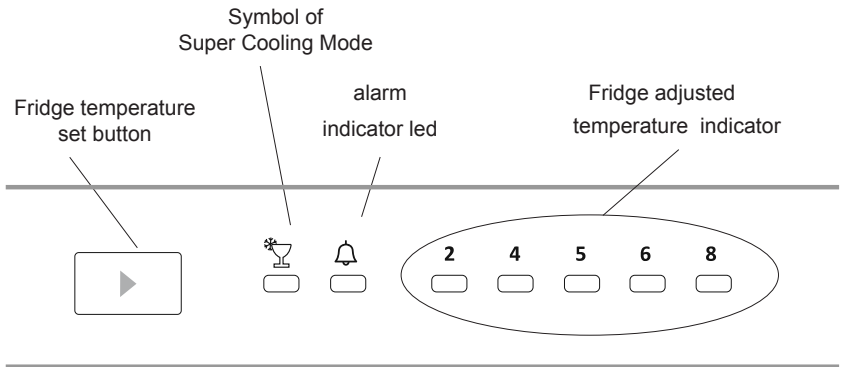 Symbol of
Super Cooling Mode
alarm
indicator led
Fridge temperature
set button
Fridge adjusted
temperature indicator
2 4 5 6 8